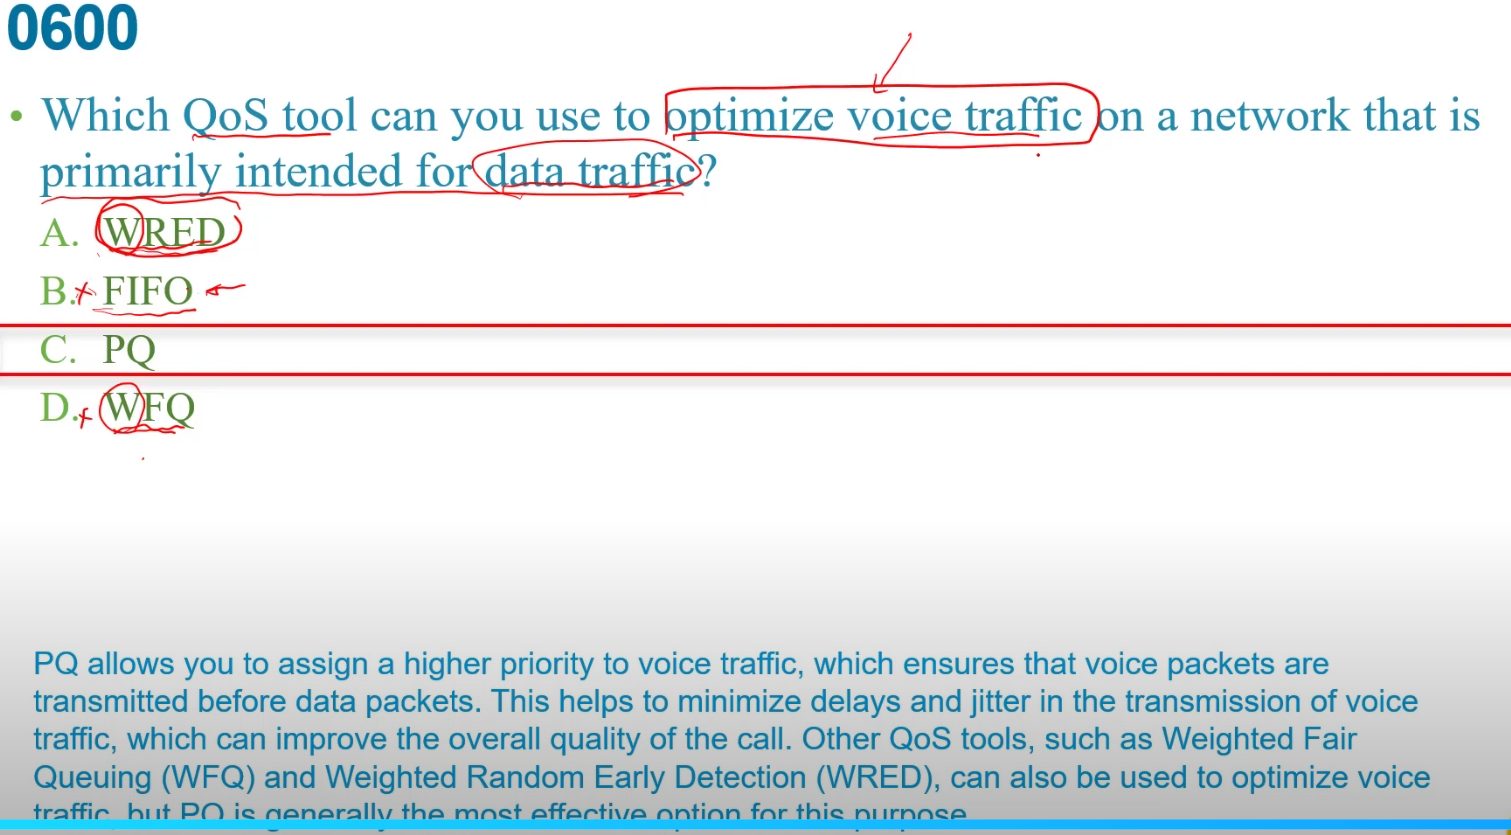 0600
• Which QoS tool can you use to optimize voice traffic on a network that is
primarily intended for data traffic?
A. WRED
B. FIFO
C. PQ
D. WFQ
PQ allows you to assign a higher priority to voice traffic, which ensures that voice packets are
transmitted before data packets. This helps to minimize delays and jitter in the transmission of voice
traffic, which can improve the overall quality of the call. Other QoS tools, such as Weighted Fair
Queuing (WFQ) and Weighted Random Early Detection (WRED), can also be used to optimize voice
traffic, but PQ is generally the most effective option for this purpose.